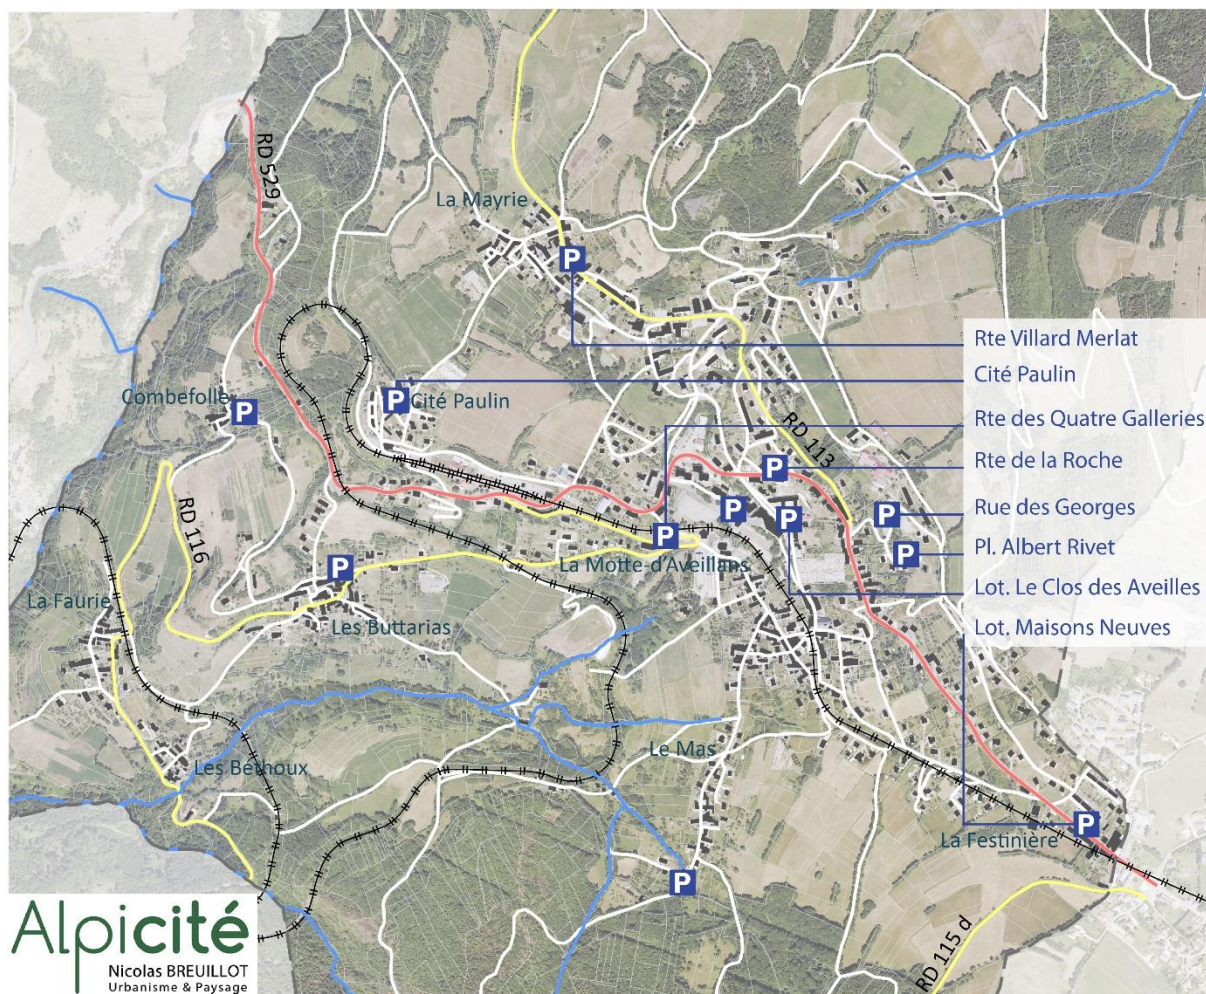 RD 529
La Mayrie
P
Rte Villard Merlat
Cité Paulin
Combefolle
P
P
Cité Paulin
Rte des Quatre Galleries
RD 113
P
Rte de la Roche
RD 116
P
P
P
Rue des Georges
P
La Motte-d'Aveillans
P
Pl. Albert Rivet
P
Lot. Le Clos des Aveilles
La Faurie
Les Buttarias
Lot. Maisons Neuves
Les Béthoux
Le Mas
P
La Festinière
P
RD 115 d
Alpicité
Nicolas BREUILLOT
Urbanisme & Paysage